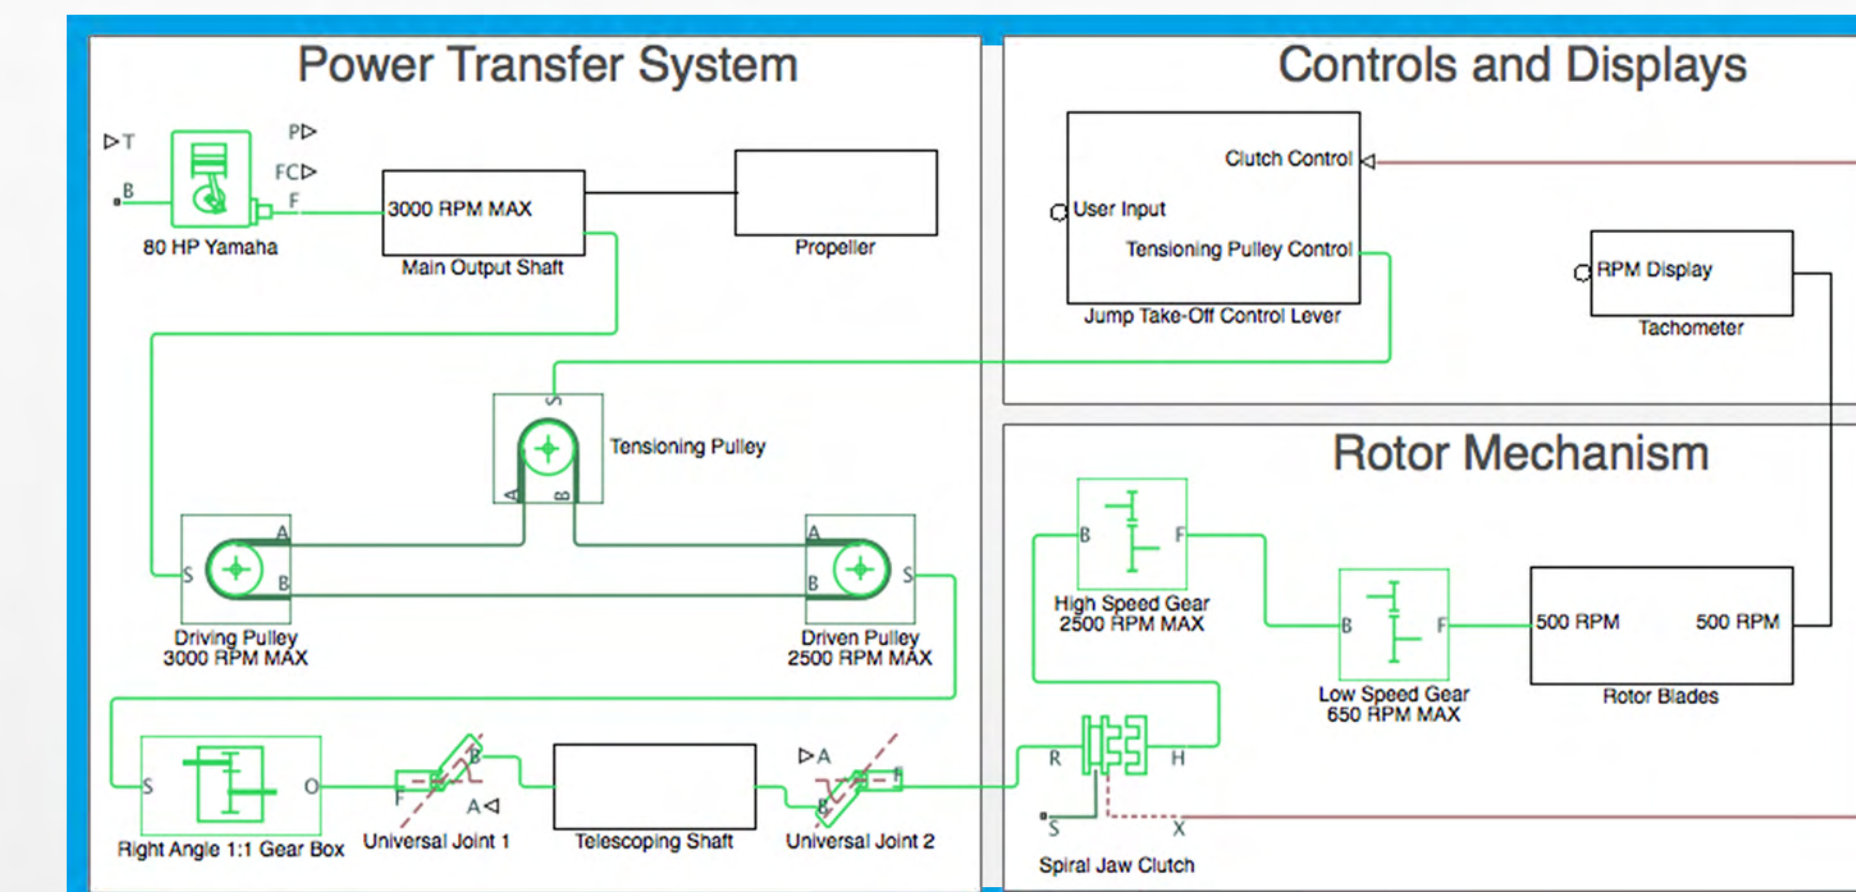 Power Transfer System
T
P
FC
B
F
80 HP Yamaha
3000 RPM MAX
Main Output Shaft
Propeller
S
A
B
Tensioning Pulley
S
A
B
Driving Pulley
3000 RPM MAX
A
B
S
Driven Pulley
2500 RPM MAX
S
O
Right Angle 1:1 Gear Box
F
B
A
Universal Joint 1
Telescoping Shaft
A
B
F
Universal Joint 2
Controls and Displays
Clutch Control
User Input
Tensioning Pulley Control
Jump Take-Off Control Lever
RPM Display
Tachometer
Rotor Mechanism
B
F
High Speed Gear
2500 RPM MAX
B
F
Low Speed Gear
650 RPM MAX
500 RPM
500 RPM
Rotor Blades
R
H
S
X
Spiral Jaw Clutch